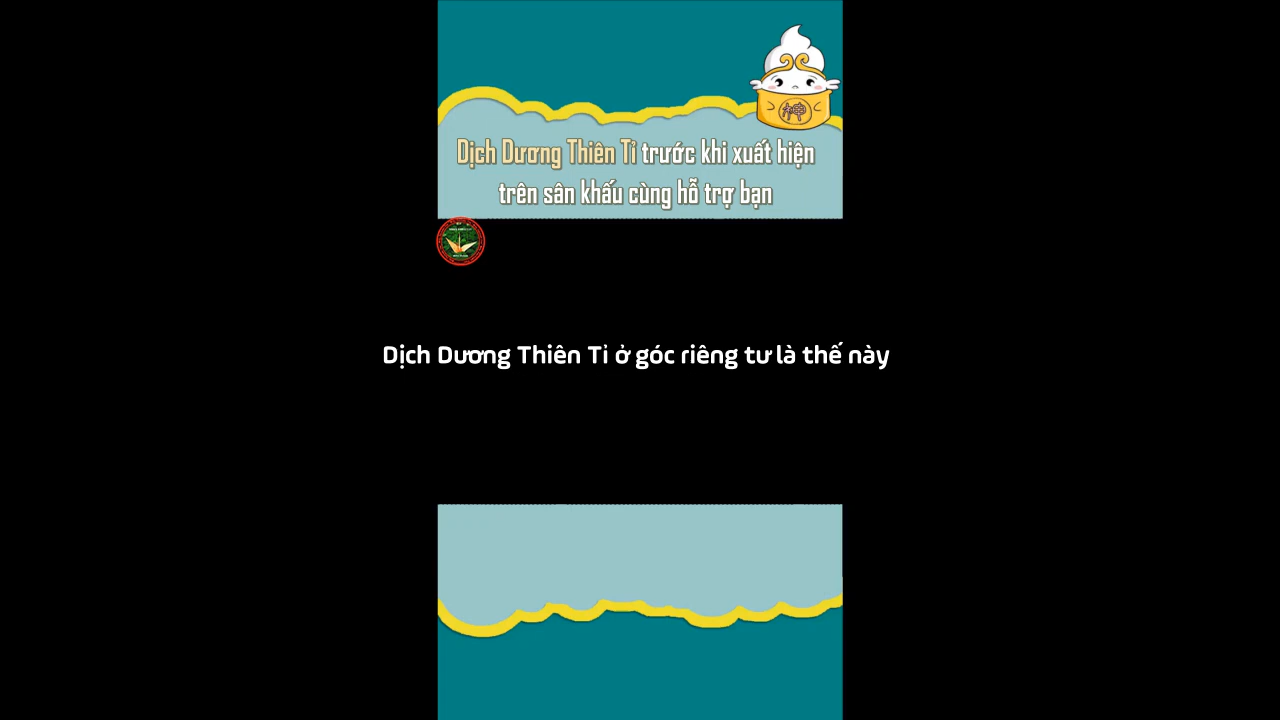 神
Dịch Dương Thiên Tỉ trước khi xuất hiện
trên sân khấu cùng hỗ trợ bạn
Dịch Dương Thiên Tỉ ở góc riêng tư là thế này